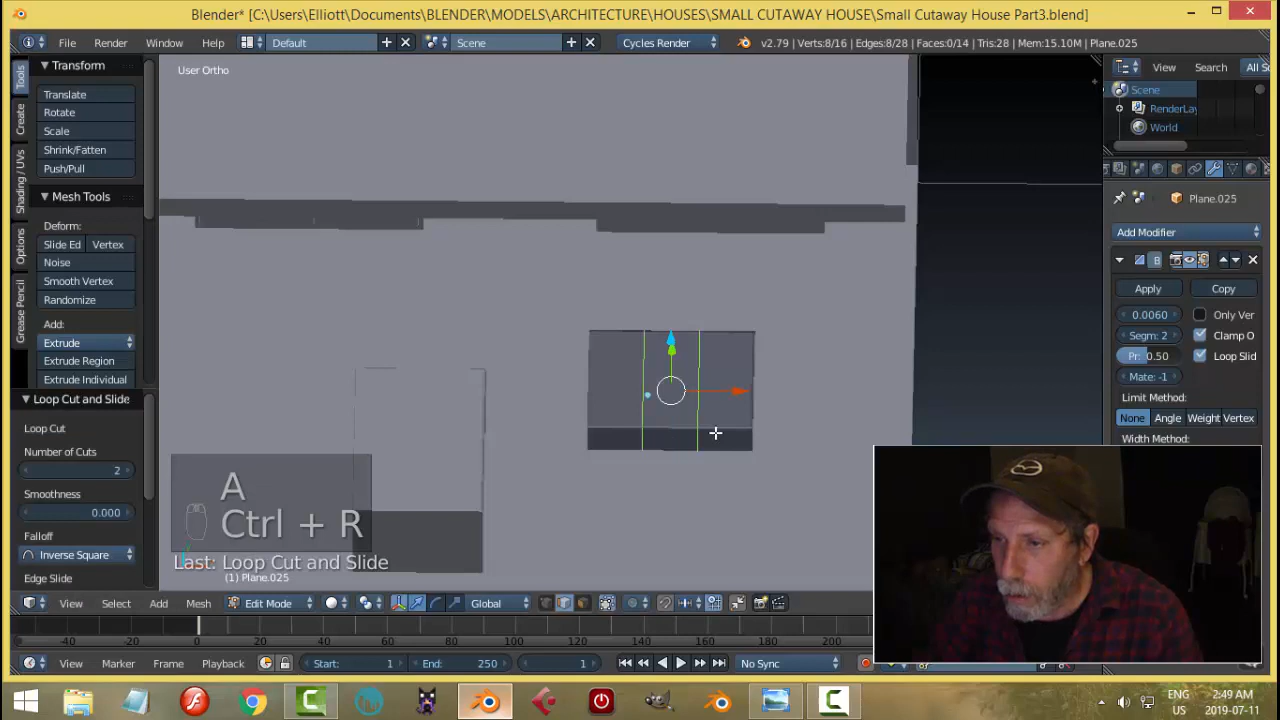 Blender* [C:\Users\Elliott\Documents\BLENDER\MODELS\ARCHITECTURE\HOUSES\SMALL CUTAWAY HOUSE\Small Cutaway House Part3.blend]
File Render Window Help Default Scene Cycles Render v2.79 | Verts:8/16 | Edges:8/28 | Faces:0/14 | Tris:28 | Mem:15.10M | Plane.025
Tools
Create
Shading / UVs
Options
Grease Pencil
Transform
Translate
Rotate
Scale
Shrink/Fatten
Push/Pull
Mesh Tools
Deform:
Slide Ed Vertex
Noise
Smooth Vertex
Randomize
Add:
Extrude
Extrude Region
Extrude Individual
Loop Cut and Slide
Loop Cut
Number of Cuts
2
Smoothness
0.000
Falloff
Inverse Square
Edge Slide
User Ortho
A
Ctrl + R
Last: Loop Cut and Slide
(1) Plane.025
View Search All S
Scene
RenderLay
World
Plane.025
Add Modifier
B
Apply Copy
0.0060 Only Ver
Segm: 2 Clamp O
Pr: 0.50 Loop Slid
Mate: -1
Limit Method:
None Angle Weight Vertex
Width Method:
View Select Add Mesh Edit Mode Global
-40 -20 0 20 40 60 80 100 120 140 160 180 200
View Marker Frame Playback Start: 1 End: 250 1 No Sync
ENG
US
2:49 AM
2019-07-11